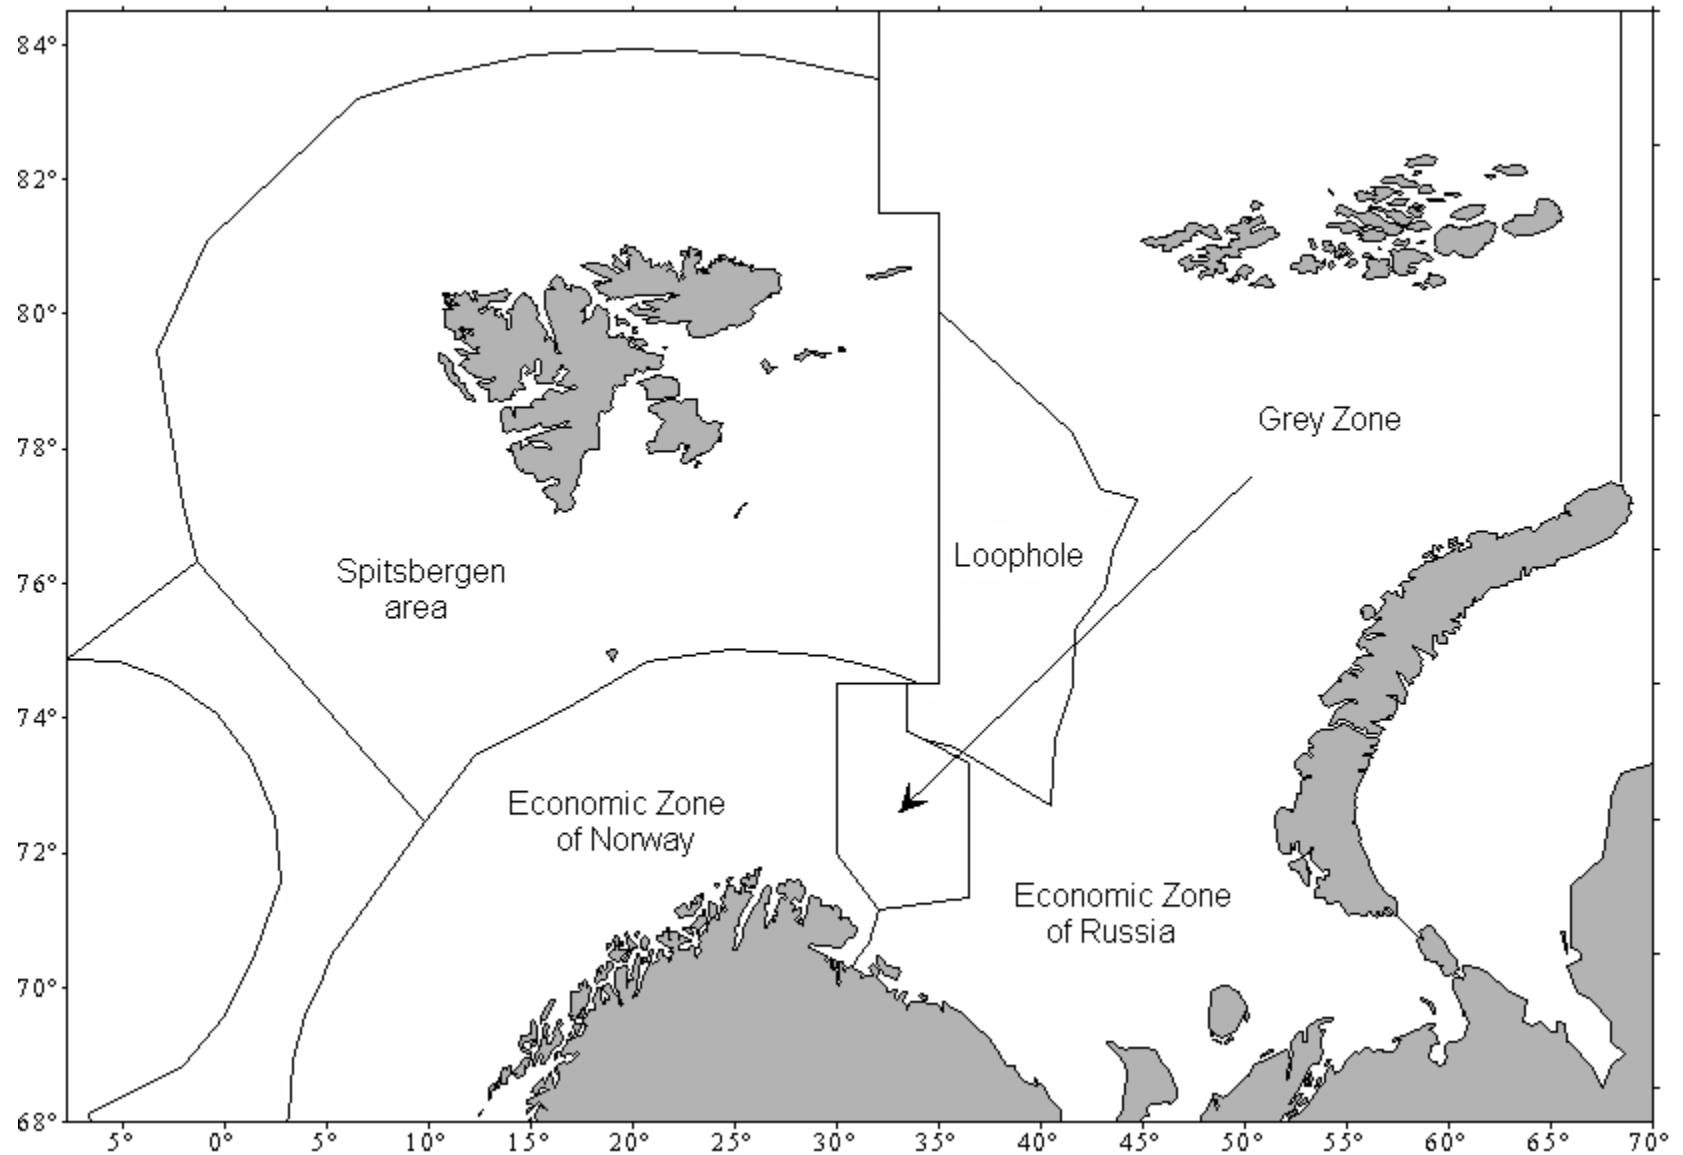 84°
82°
80°
78°
76°
74°
72°
70°
68°
Grey Zone
Loophole
Spitsbergen
area
Economic Zone
of Norway
Economic Zone
of Russia
5° 0° 5° 10° 15° 20° 25° 30° 35° 40° 45° 50° 55° 60° 65° 70°